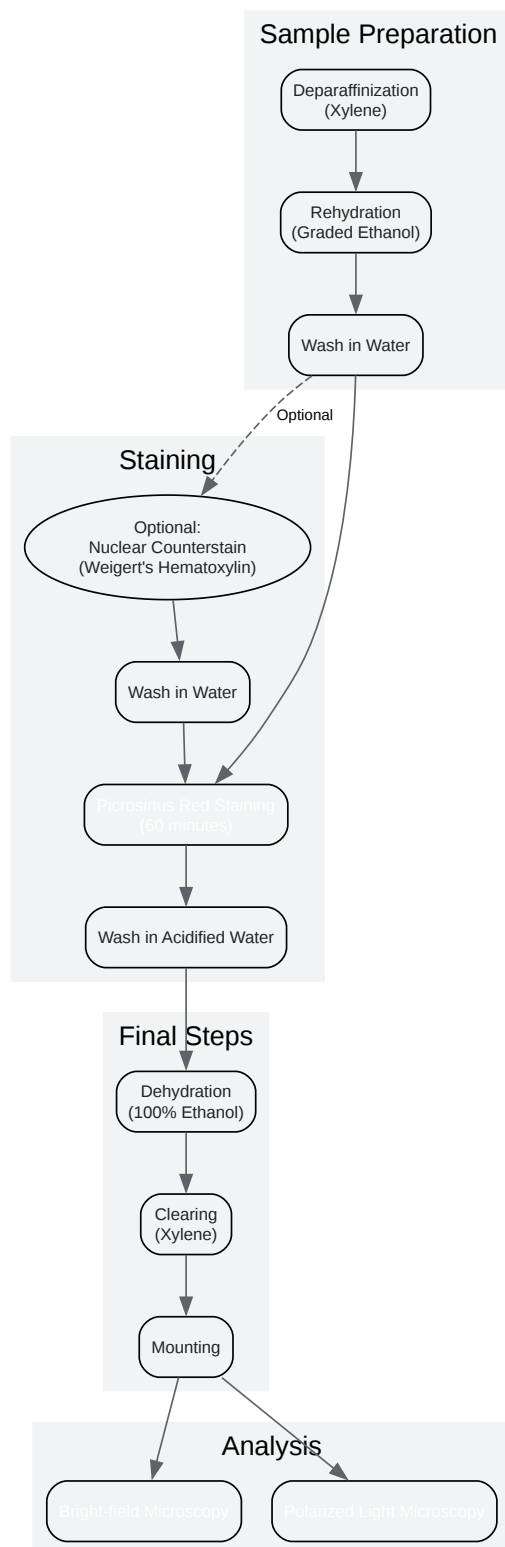 Sample Preparation
Deparaffinization
(Xylene)
Rehydration
(Graded Ethanol)
Wash in Water
Optional
Staining
Optional:
Nuclear Counterstain
(Weigert's Hematoxylin)
Wash in Water
Picrosirius Red Staining
(60 minutes)
Wash in Acidified Water
Final Steps
Dehydration
(100% Ethanol)
Clearing
(Xylene)
Mounting
Analysis
Bright-field Microscopy
Polarized Light Microscopy